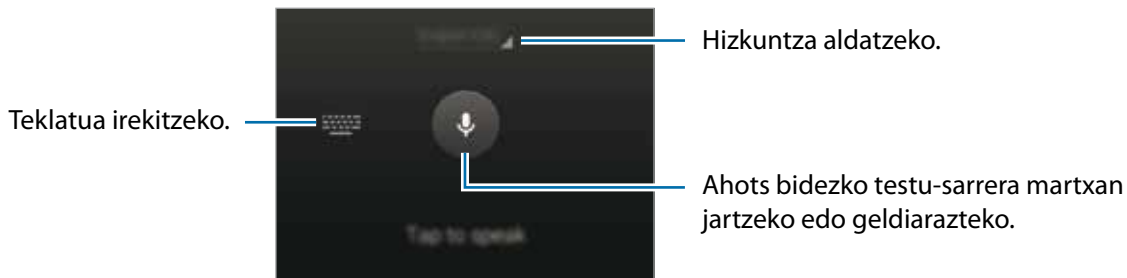 Hizkuntza aldatzeko.
Teklatua irekitzeko.
Ahots bidezko testu-sarrera martxan
jartzeko edo geldiarazteko.
Tap to speak